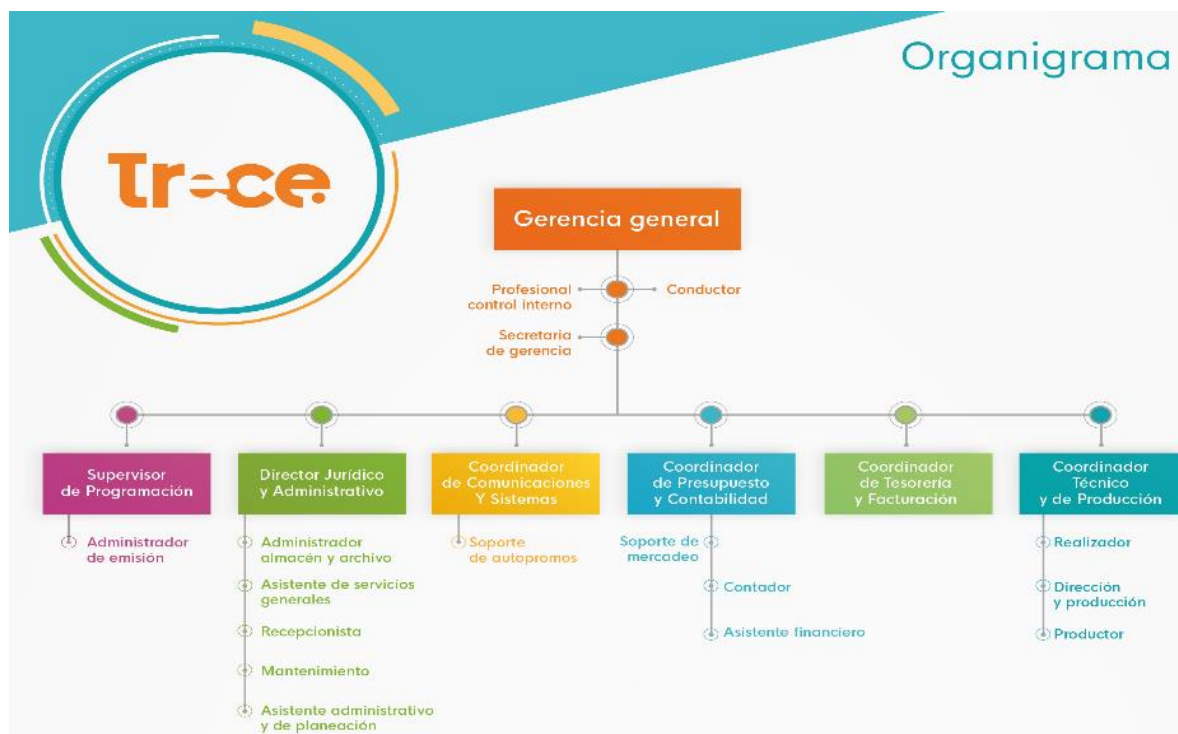 Organigrama
Trece
Gerencia general
Profesional
control interno
Conductor
Secretaria
de gerencia
Supervisor
de Programación
Administrador
de emisión
Director Jurídico
y Administrativo
Administrador
almacén y archivo
Asistente de servicios
generales
Recepcionista
Mantenimiento
Asistente administrativo
y de planeación
Coordinador
de Comunicaciones
Y Sistemas
Soporte
de autopromos
Coordinador
de Presupuesto
y Contabilidad
Soporte de
mercadeo
Contador
Asistente financiero
Coordinador
de Tesorería
y Facturación
Coordinador
Técnico
y de Producción
Realizador
Dirección
y producción
Productor